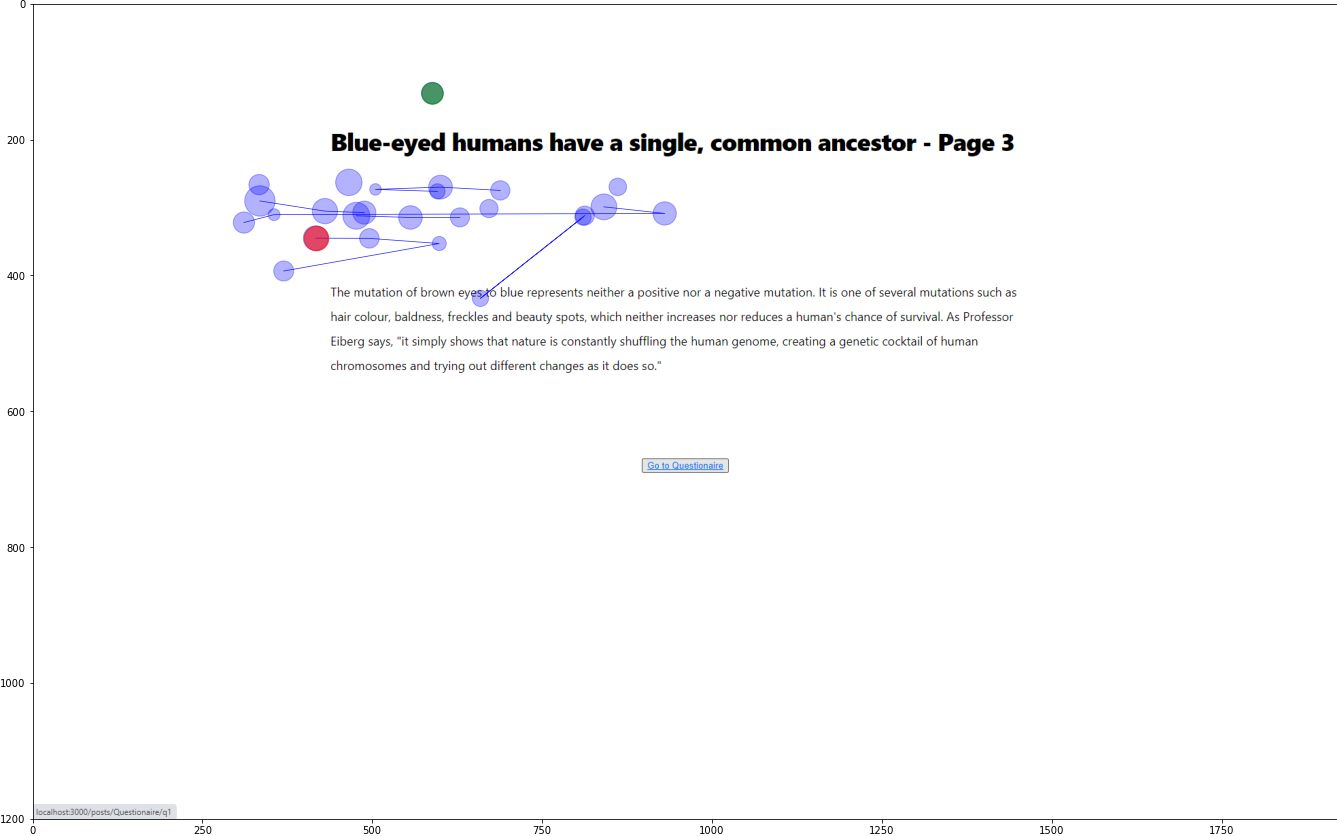 0
200
Blue-eyed humans have a single, common ancestor - Page 3
400
The mutation of brown eyes to blue represents neither a positive nor a negative mutation. It is one of several mutations such as
hair colour, baldness, freckles and beauty spots, which neither increases nor reduces a human's chance of survival. As Professor
Eiberg says, "it simply shows that nature is constantly shuffling the human genome, creating a genetic cocktail of human
chromosomes and trying out different changes as it does so."
600
Go to Questionaire
800
1000
localhost:3000/posts/Questionaire/q1
1200
0 250 500 750 1000 1250 1500 1750